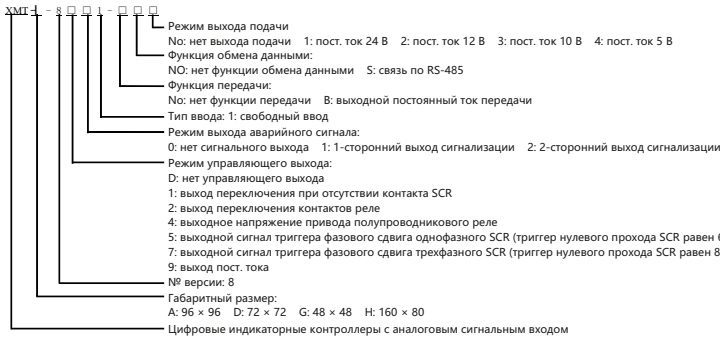 XMT□-8□□1-□□□
Режим выхода подачи
No: нет выхода подачи 1: пост. ток 24 В 2: пост. ток 12 В 3: пост. ток 10 В 4: пост. ток 5 В
Функция обмена данными:
NO: нет функции обмена данными S: связь по RS-485
Функция передачи:
No: нет функции передачи B: выходной постоянный ток передачи
Тип ввода: 1: свободный ввод
Режим выхода аварийного сигнала:
0: нет сигнального выхода 1: 1-сторонний выход сигнализации 2: 2-сторонний выход сигнализации
Режим управляющего выхода:
D: нет управляющего выхода
1: выход переключения при отсутствии контакта SCR
2: выход переключения контактов реле
4: выходное напряжение привода полупроводникового реле
5: выходной сигнал триггера фазового сдвига однофазного SCR (триггер нулевого прохода SCR равен 6
7: выходной сигнал триггера фазового сдвига трехфазного SCR (триггер нулевого прохода SCR равен 8
9: выход пост. тока
№ версии: 8
Габаритный размер:
A: 96 × 96 D: 72 × 72 G: 48 × 48 H: 160 × 80
Цифровые индикаторные контроллеры с аналоговым сигнальным входом